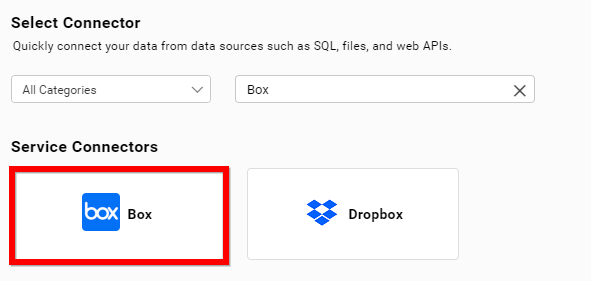 Select Connector
Quickly connect your data from data sources such as SQL, files, and web APIs.
All Categories
Box
Service Connectors
box Box
Dropbox